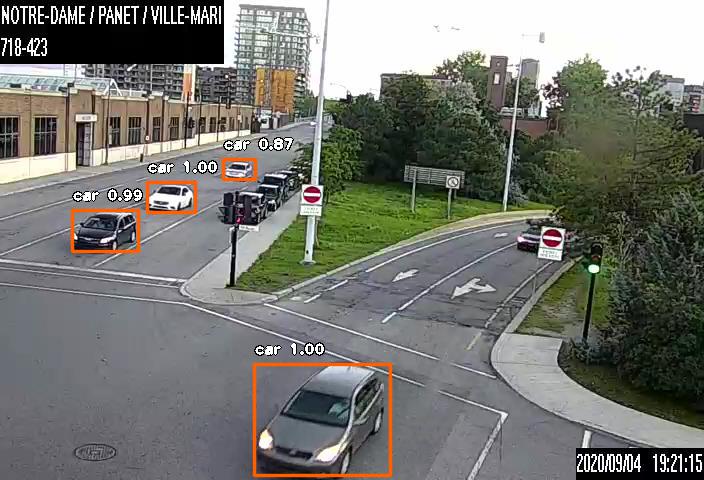 NOTRE-DAME / PANET / VILLE-MARI
718-423
car 0.87
car 1.00
car 0.99
car 1.00
2020/09/04 19:21:15